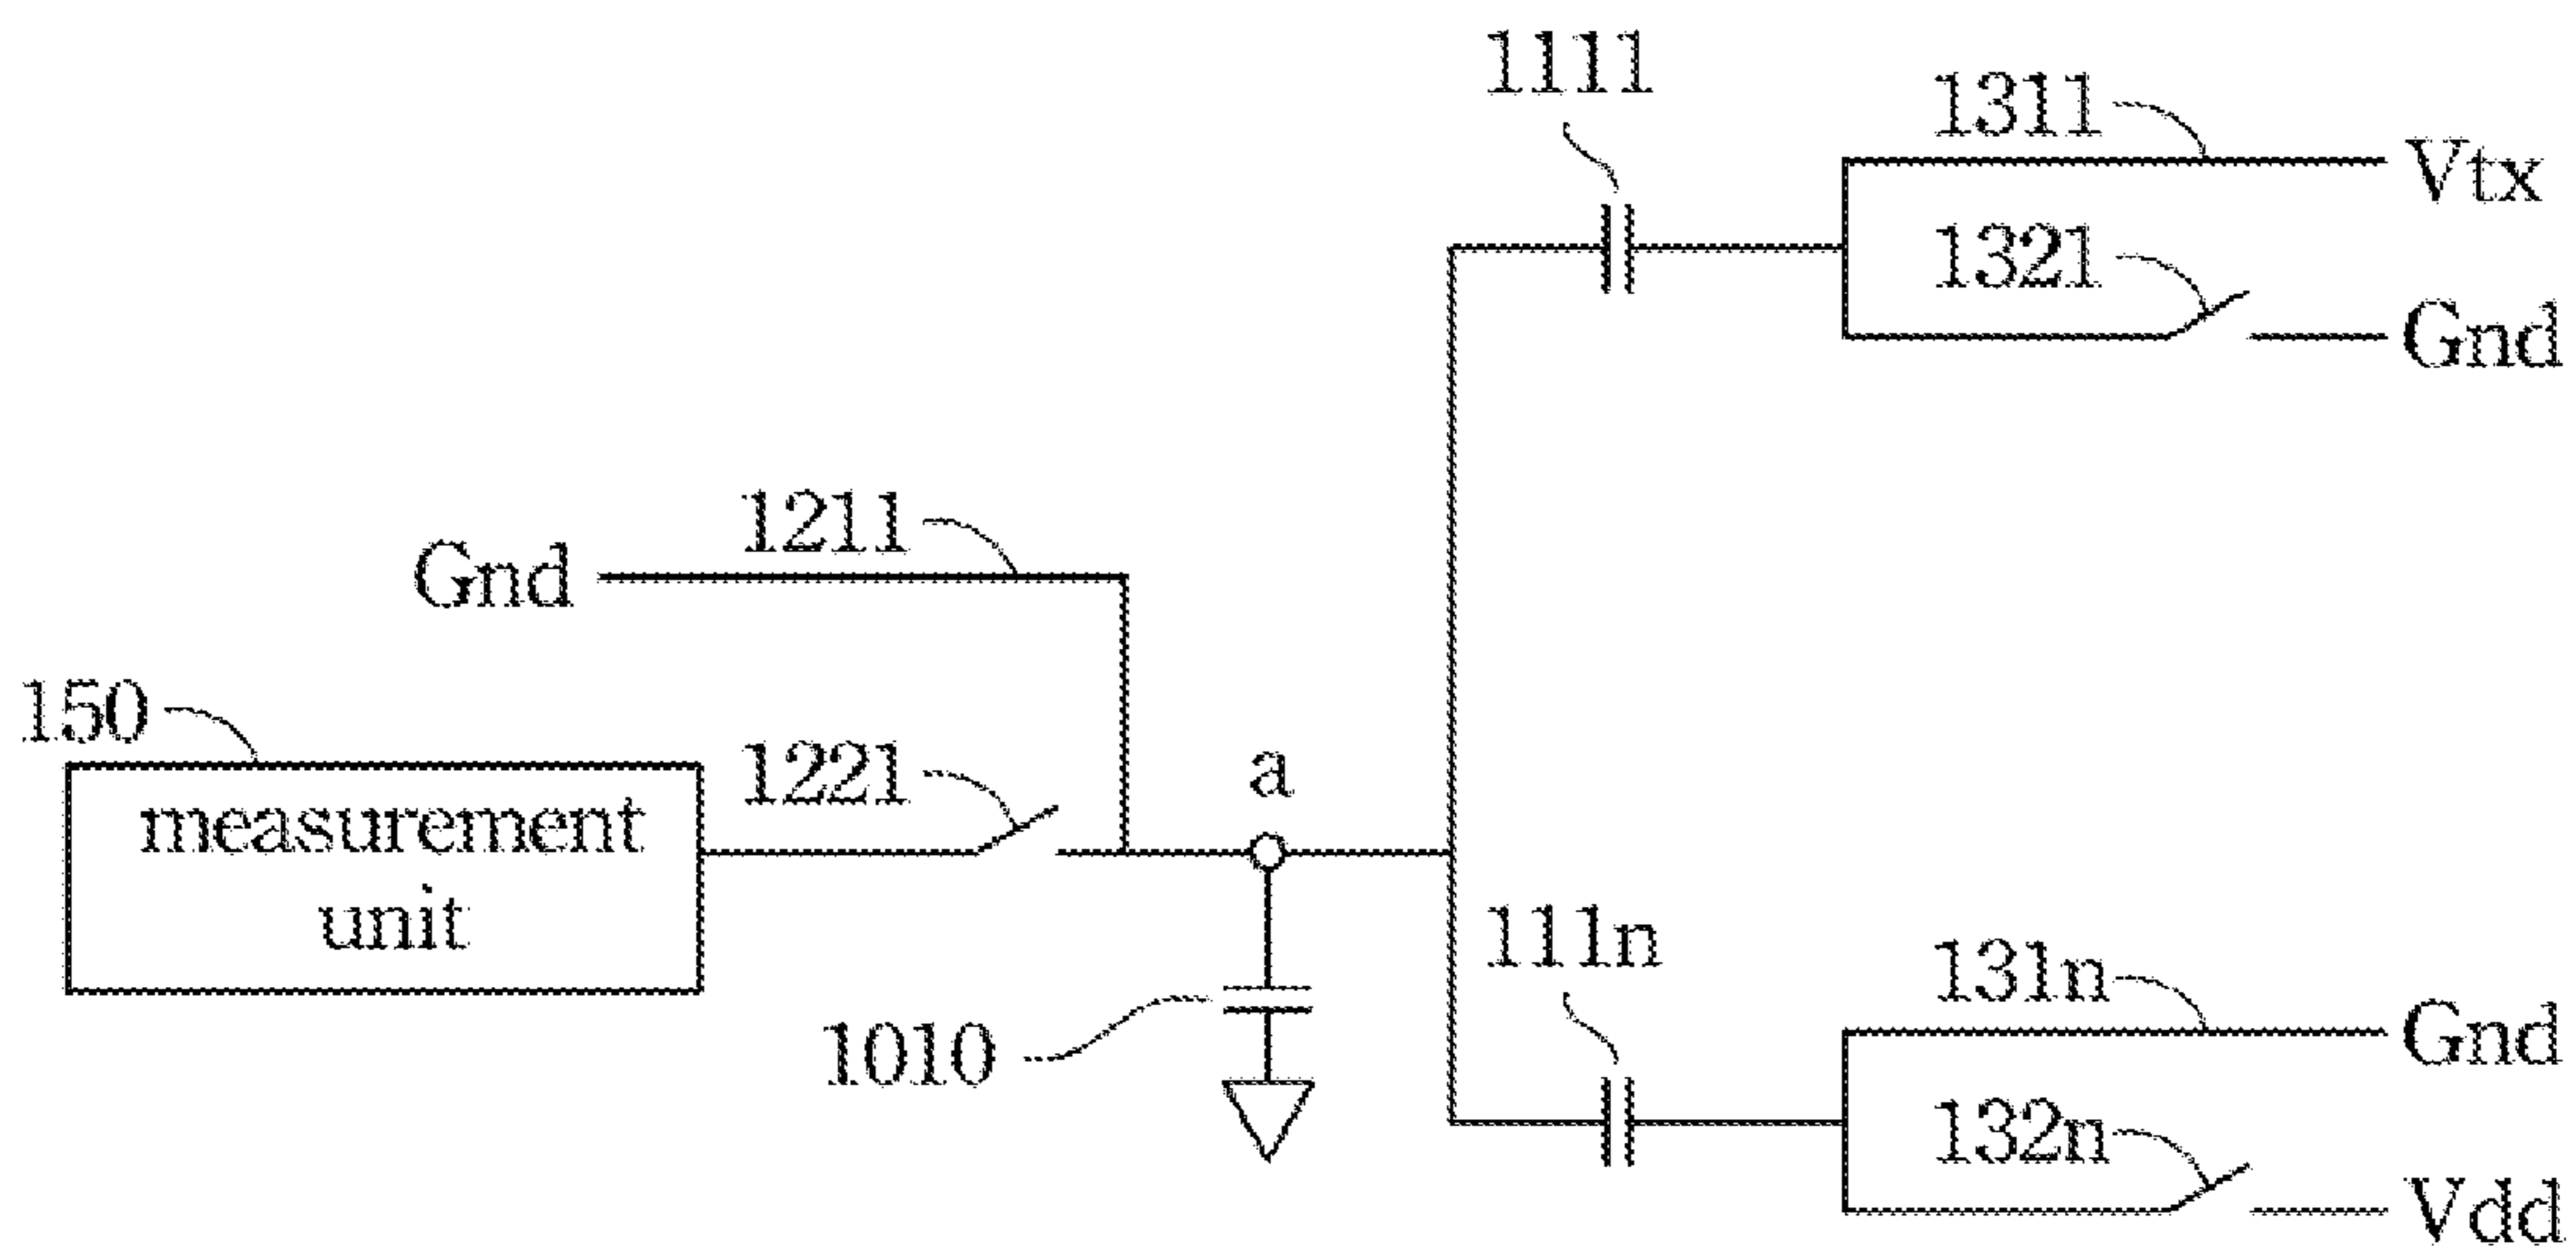 1111
1311
Vtx
1321
Gnd
1211
Gnd
150
1221
a
measurement
unit
111n
131n
Gnd
1010
132n
Vdd